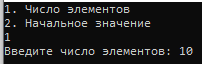 1. Число элементов
2. Начальное значение
1
Введите число элементов: 10